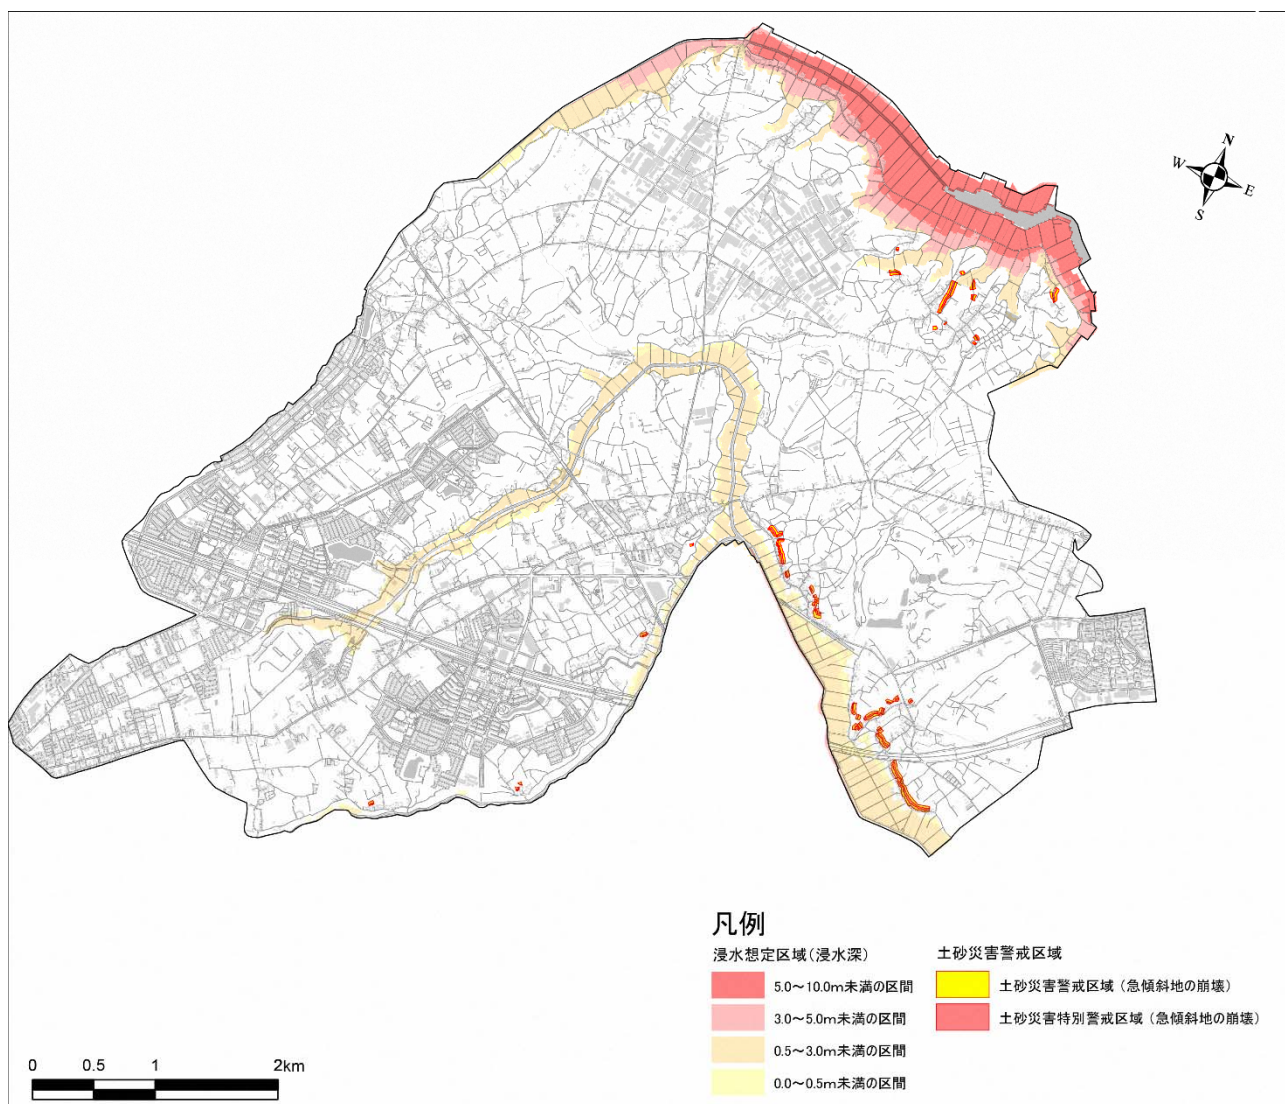 N
W
E
S
凡例
浸水想定区域(浸水深)
5.0～10.0m未満の区間
3.0～5.0m未満の区間
0.5～3.0m未満の区間
0.0～0.5m未満の区間
土砂災害警戒区域
土砂災害警戒区域(急傾斜地の崩壊)
土砂災害特別警戒区域(急傾斜地の崩壊)
0 0.5 1 2km